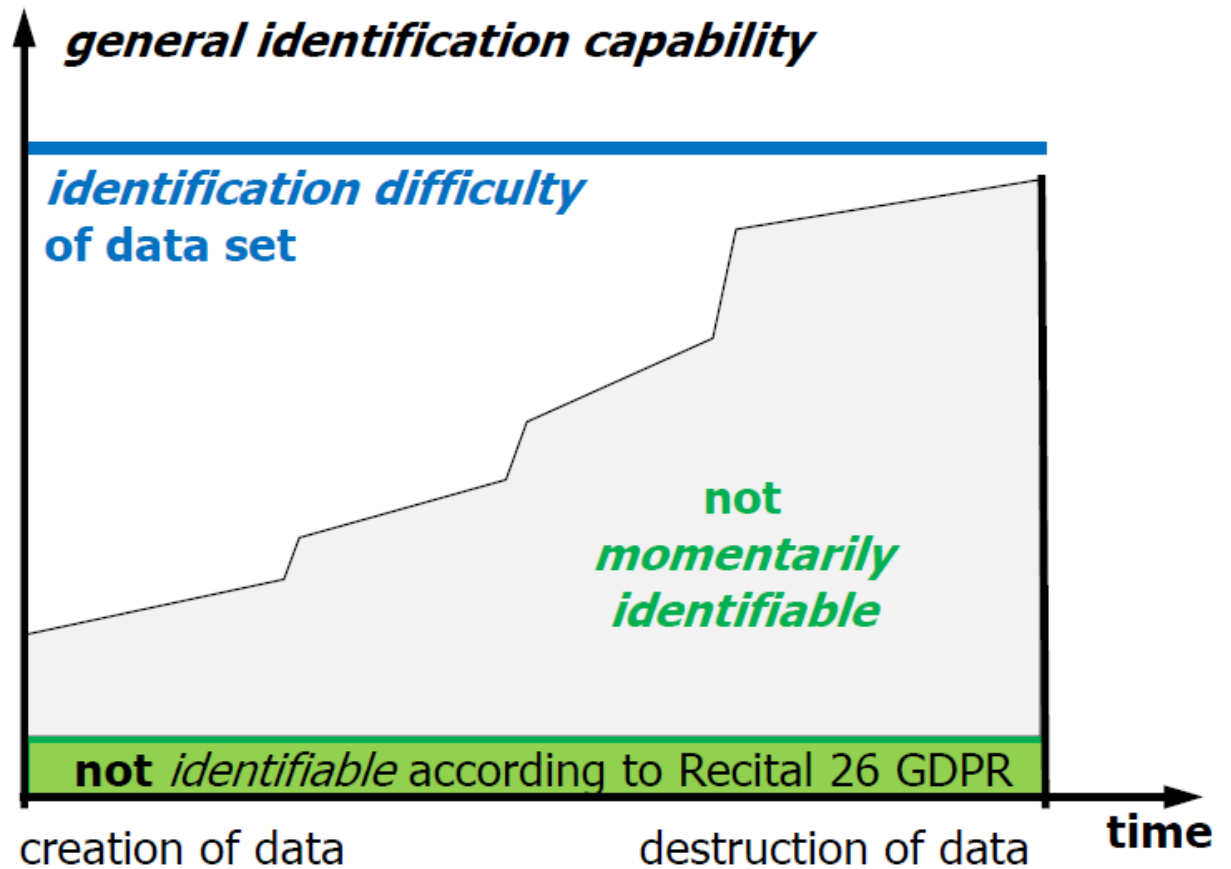 general identification capability
identification difficulty
of data set
not
momentarily
identifiable
not identifiable according to Recital 26 GDPR
time
creation of data
destruction of data